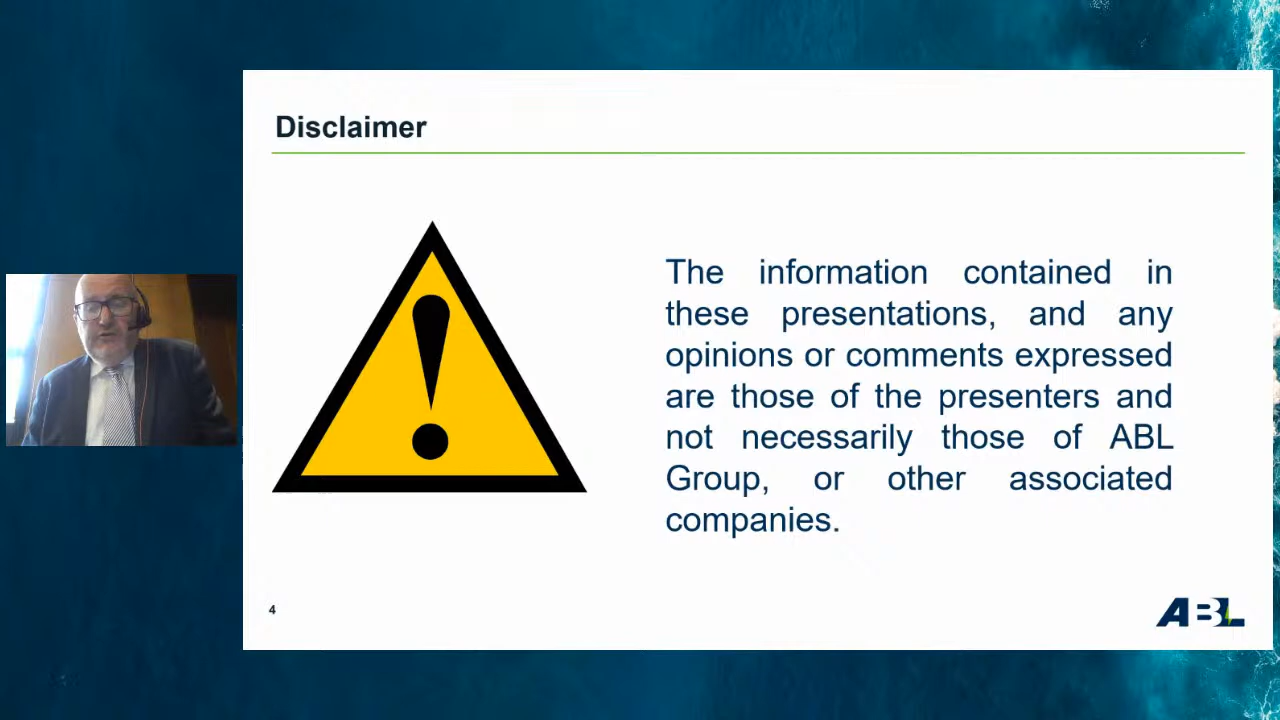 Disclaimer
The information contained in
these presentations, and any
opinions or comments expressed
are those of the presenters and
not necessarily those of ABL
Group, or other associated
companies.
4
ABL